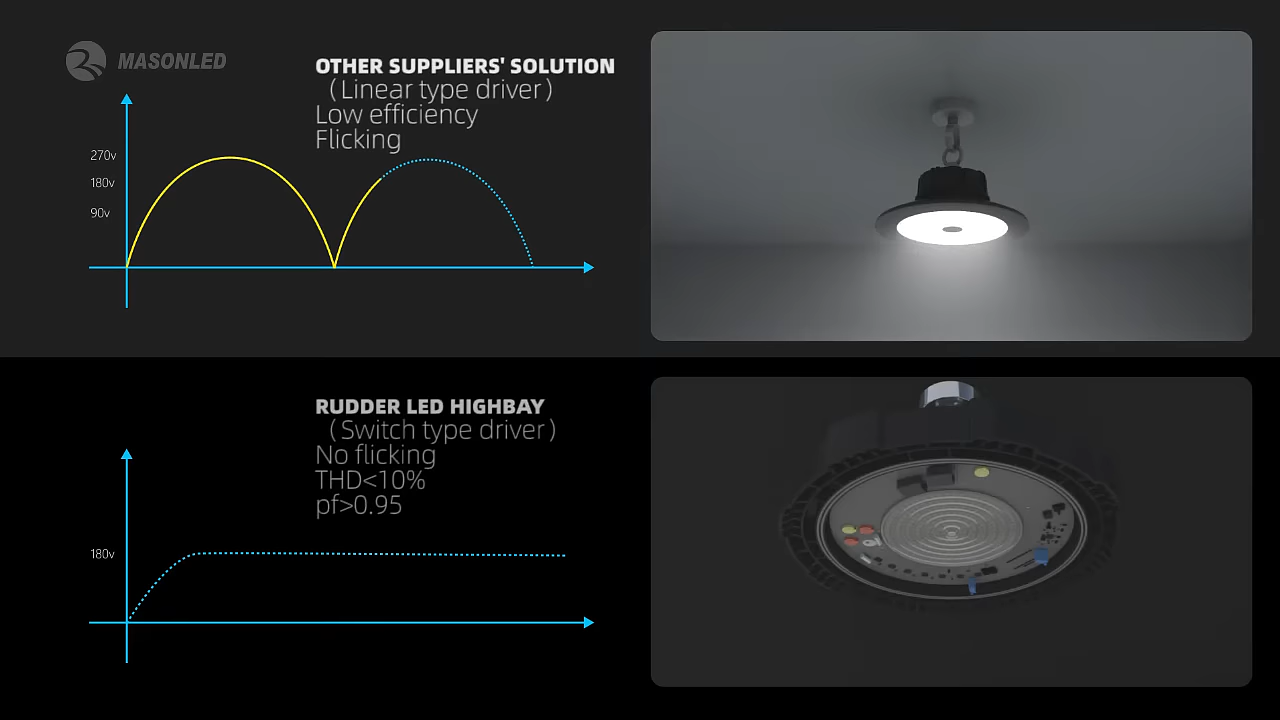 MASONLED
OTHER SUPPLIERS' SOLUTION
(Linear type driver)
Low efficiency
Flicking
270v
180v
90v
RUDDER LED HIGHBAY
(Switch type driver)
No flicking
THD<10%
pf>0.95
180v